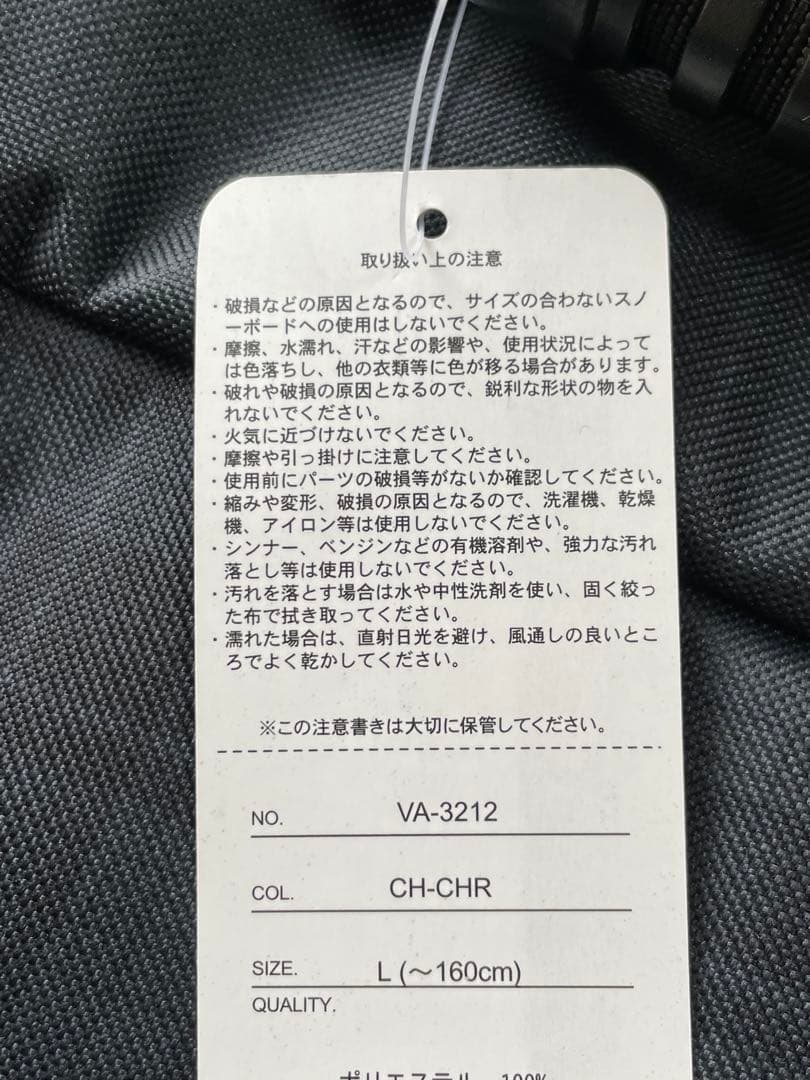 取り扱い上の注意
・破損などの原因となるので、サイズの合わないスノ
ーボードへの使用はしないでください。
・摩擦、水濡れ、汗などの影響や、使用状況によって
は色落ちし、他の衣類等に色が移る場合があります。
・破れや破損の原因となるので、鋭利な形状の物を入
れないでください。
・火気に近づけないでください。
・摩擦や引っ掛けに注意してください。
・使用前にパーツの破損等がないか確認してください。
・縮みや変形、破損の原因となるので、洗濯機、乾燥
機、アイロン等は使用しないでください。
・シンナー、ベンジンなどの有機溶剤や、強力な汚れ
落とし等は使用しないでください。
・汚れを落とす場合は水や中性洗剤を使い、固く絞っ
た布で拭き取ってください。
・濡れた場合は、直射日光を避け、風通しの良いとこ
ろでよく乾かしてください。
※この注意書きは大切に保管してください。
NO. VA-3212
COL. CH-CHR
SIZE. L (～160cm)
QUALITY.
ポリエステル 100%